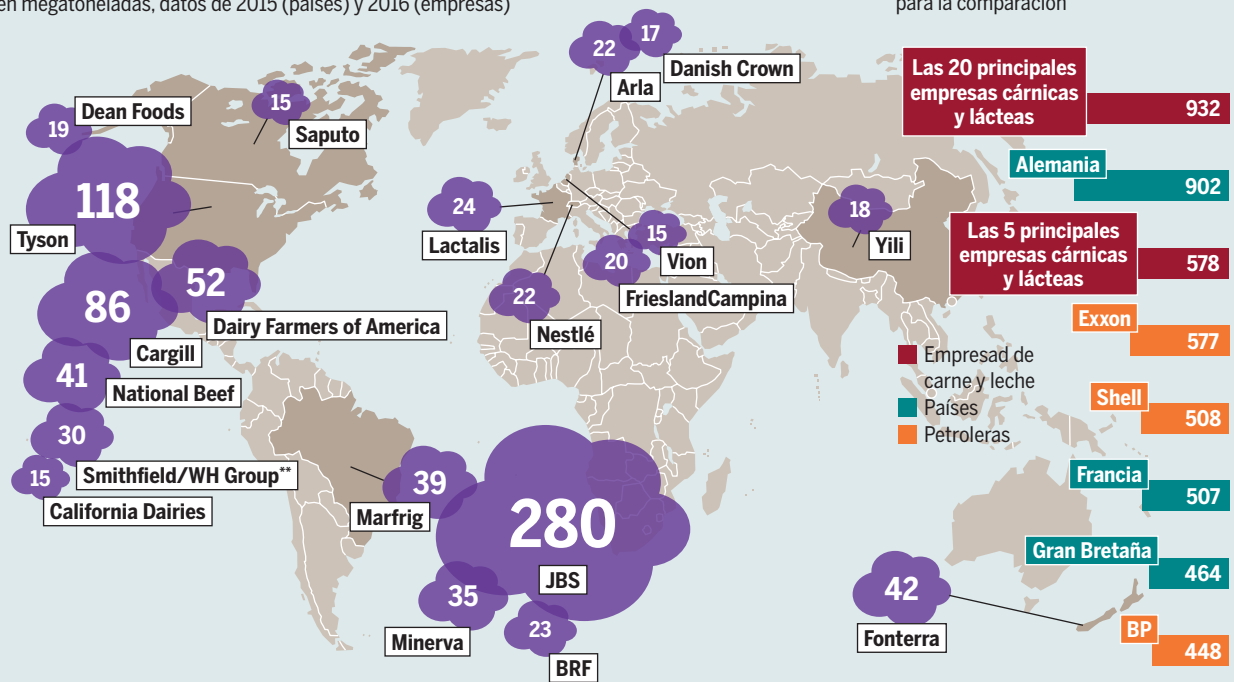 en megatoneladas, datos de 2015 (países) y 2016 (empresas)
para la comparación
22
17
Danish Crown
Arla
15
Saputo
Dean Foods
19
118
Tyson
24
Lactalis
18
Yili
15
Vion
20
FrieslandCampina
22
Nestlé
52
Dairy Farmers of America
86
Cargill
41
National Beef
30
Smithfield/WH Group**
15
California Dairies
39
Marfrig
280
JBS
35
Minerva
23
BRF
42
Fonterra
Las 20 principales
empresas cárnicas
y lácteas
932
Alemania
902
Las 5 principales
empresas cárnicas
y lácteas
578
Exxon
577
Empresad de
carne y leche
Países
Petroleras
Shell
508
Francia
507
Gran Bretaña
464
BP
448